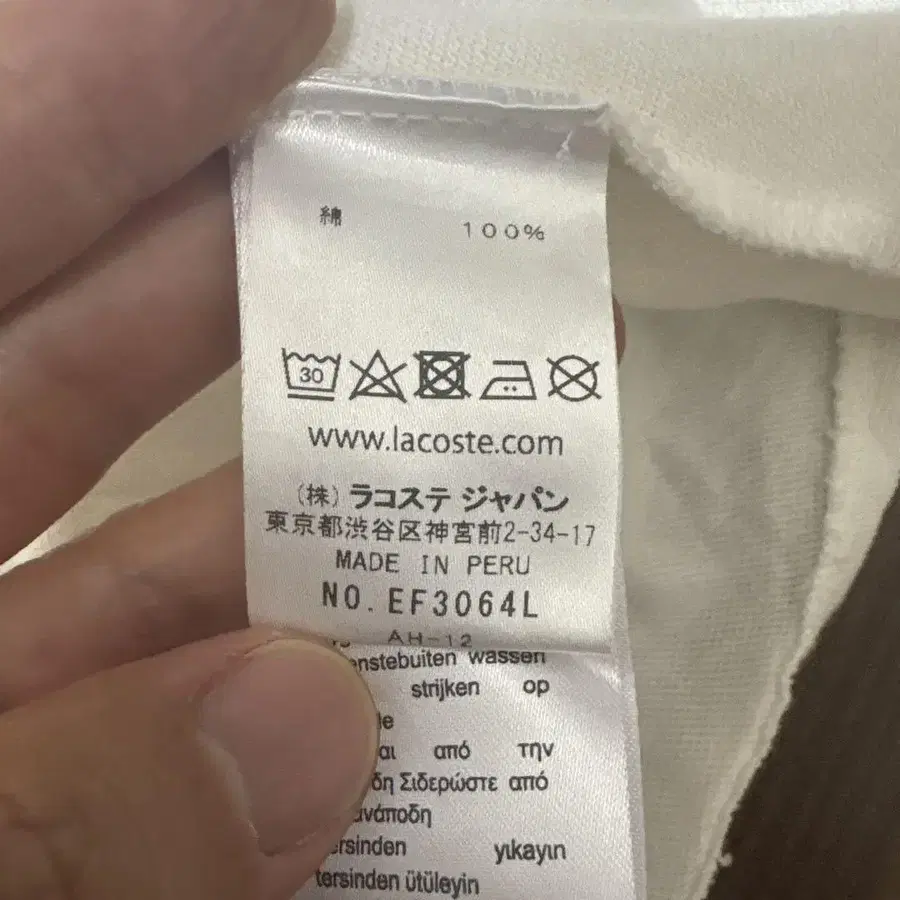 綿 100%
30
www.lacoste.com
(株) ラコステ ジャパン
東京都渋谷区神宮前2-34-17
MADE IN PERU
NO. EF3064L
AH-12
wassen
strijken op
από την
Σιδερώστε από
yıkayın
tersinden ütüleyin